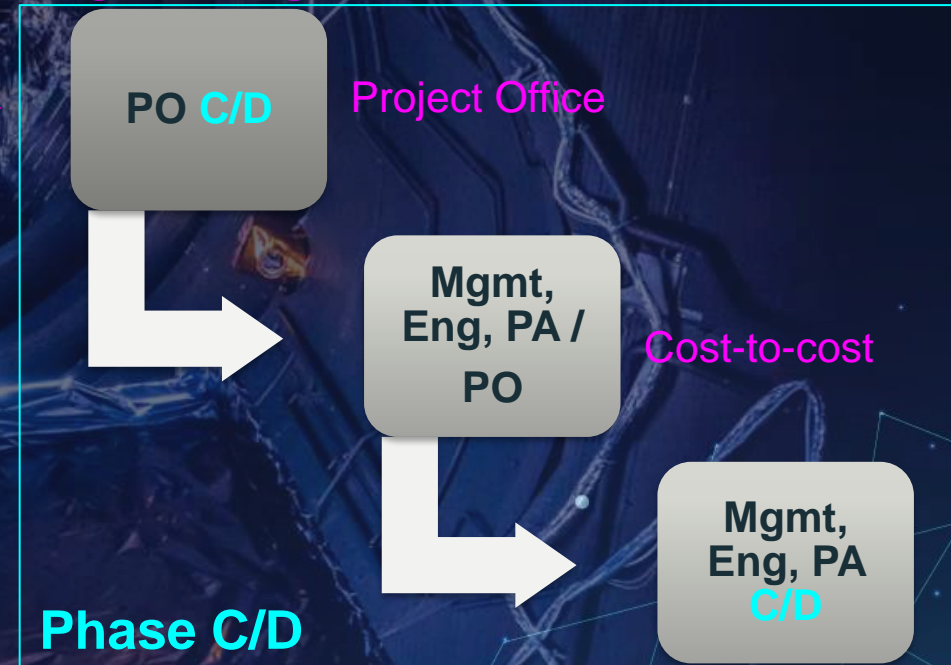 PO C/D
Project Office
Mgmt,
Eng, PA /
PO
Cost-to-cost
Mgmt,
Eng, PA
C/D
Phase C/D